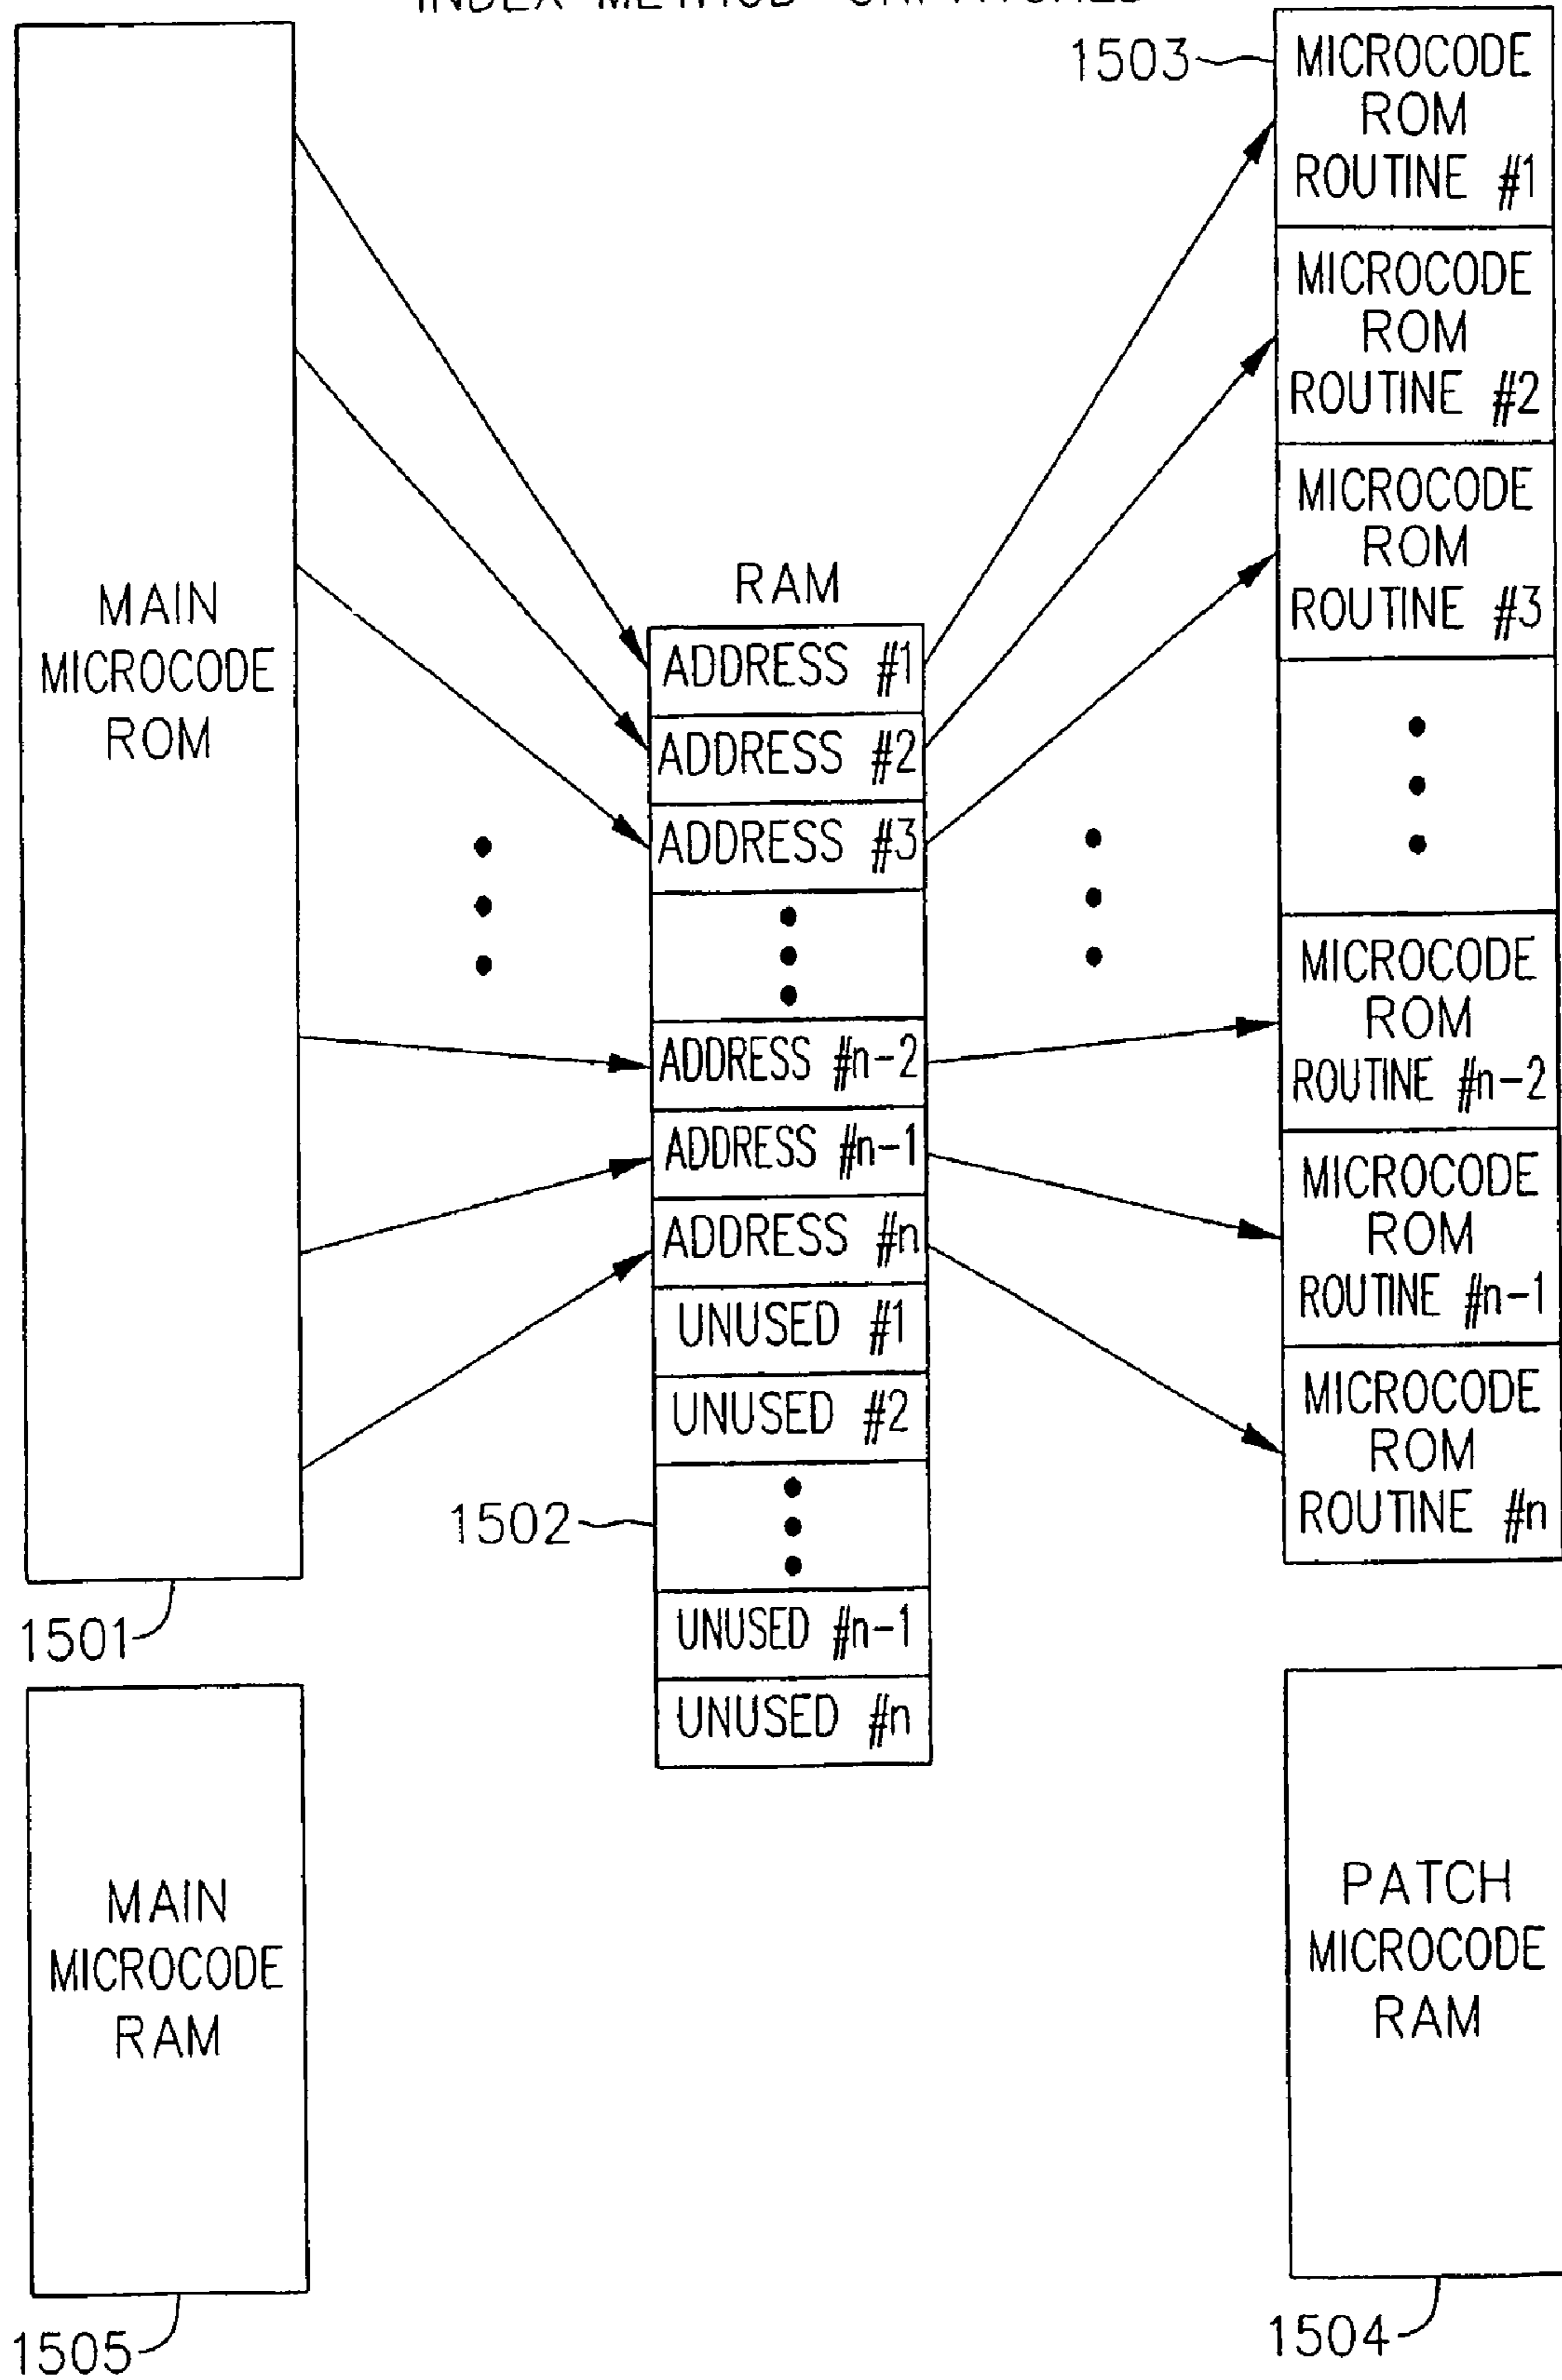 1503
MICROCODE
ROM
ROUTINE #1
MICROCODE
ROM
ROUTINE #2
MICROCODE
ROM
ROUTINE #3
MICROCODE
ROM
ROUTINE #n-2
MICROCODE
ROM
ROUTINE #n-1
MICROCODE
ROM
ROUTINE #n
MAIN
MICROCODE
ROM
1501
RAM
ADDRESS #1
ADDRESS #2
ADDRESS #3
ADDRESS #n-2
ADDRESS #n-1
ADDRESS #n
UNUSED #1
UNUSED #2
1502
UNUSED #n-1
UNUSED #n
MAIN
MICROCODE
RAM
1505
PATCH
MICROCODE
RAM
1504